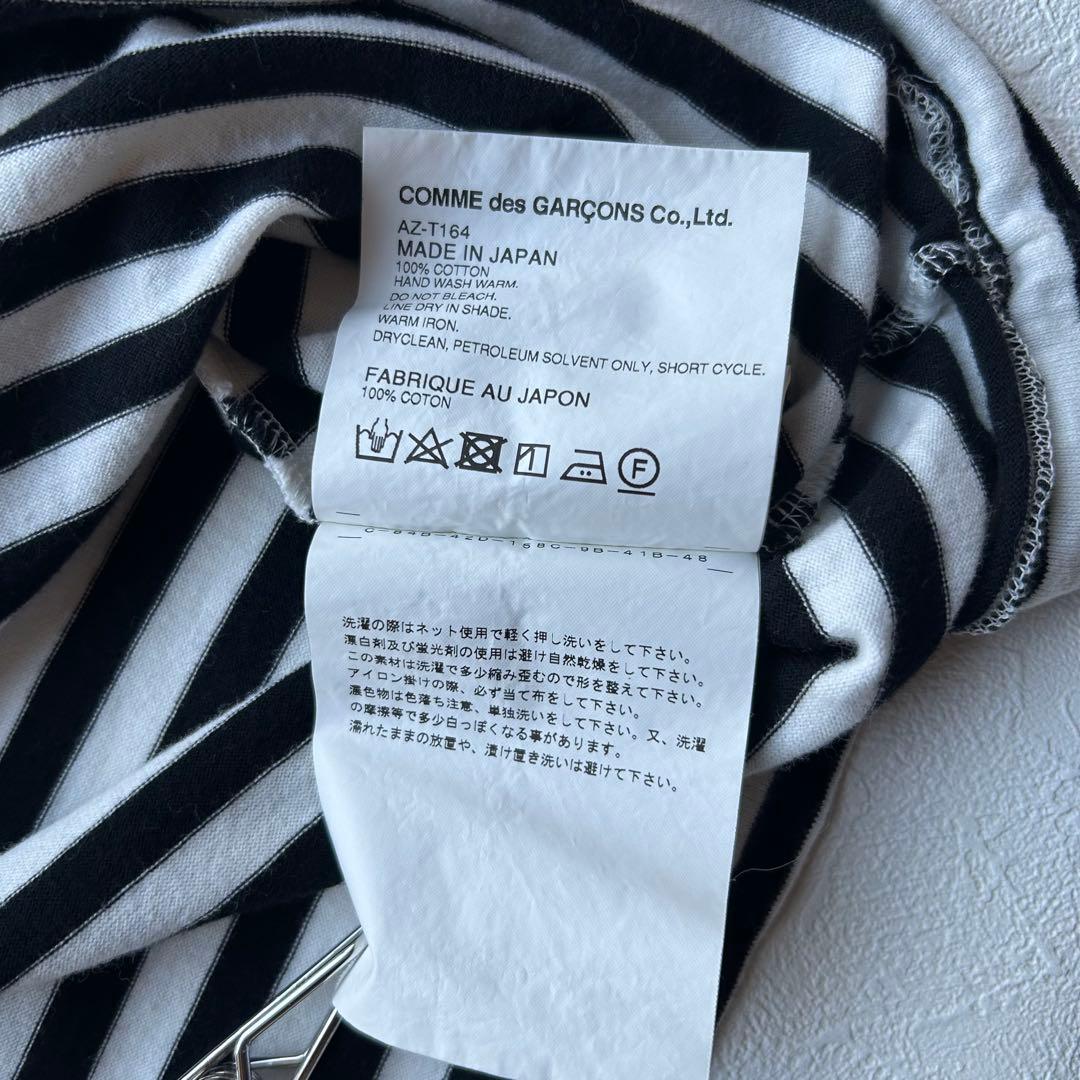 COMME des GARÇONS Co.,Ltd.
AZ-T164
MADE IN JAPAN
100% COTTON
HAND WASH WARM.
DO NOT BLEACH.
LINE DRY IN SHADE.
WARM IRON.
DRYCLEAN, PETROLEUM SOLVENT ONLY, SHORT CYCLE.
FABRIQUE AU JAPON
100% COTON
F
C-84B-42D-158C-9B-41B-48
洗濯の際はネット使用で軽く押し洗いをして下さい。
漂白剤及び蛍光剤の使用は避け自然乾燥をして下さい。
この素材は洗濯で多少縮み歪むので形を整えて下さい。
アイロン掛けの際、必ず当て布をして下さい。
濃色物は色落ち注意、単独洗いをして下さい。又、洗濯
の摩擦等で多少白っぽくなる事があります。
濡れたままの放置や、漬け置き洗いは避けて下さい。